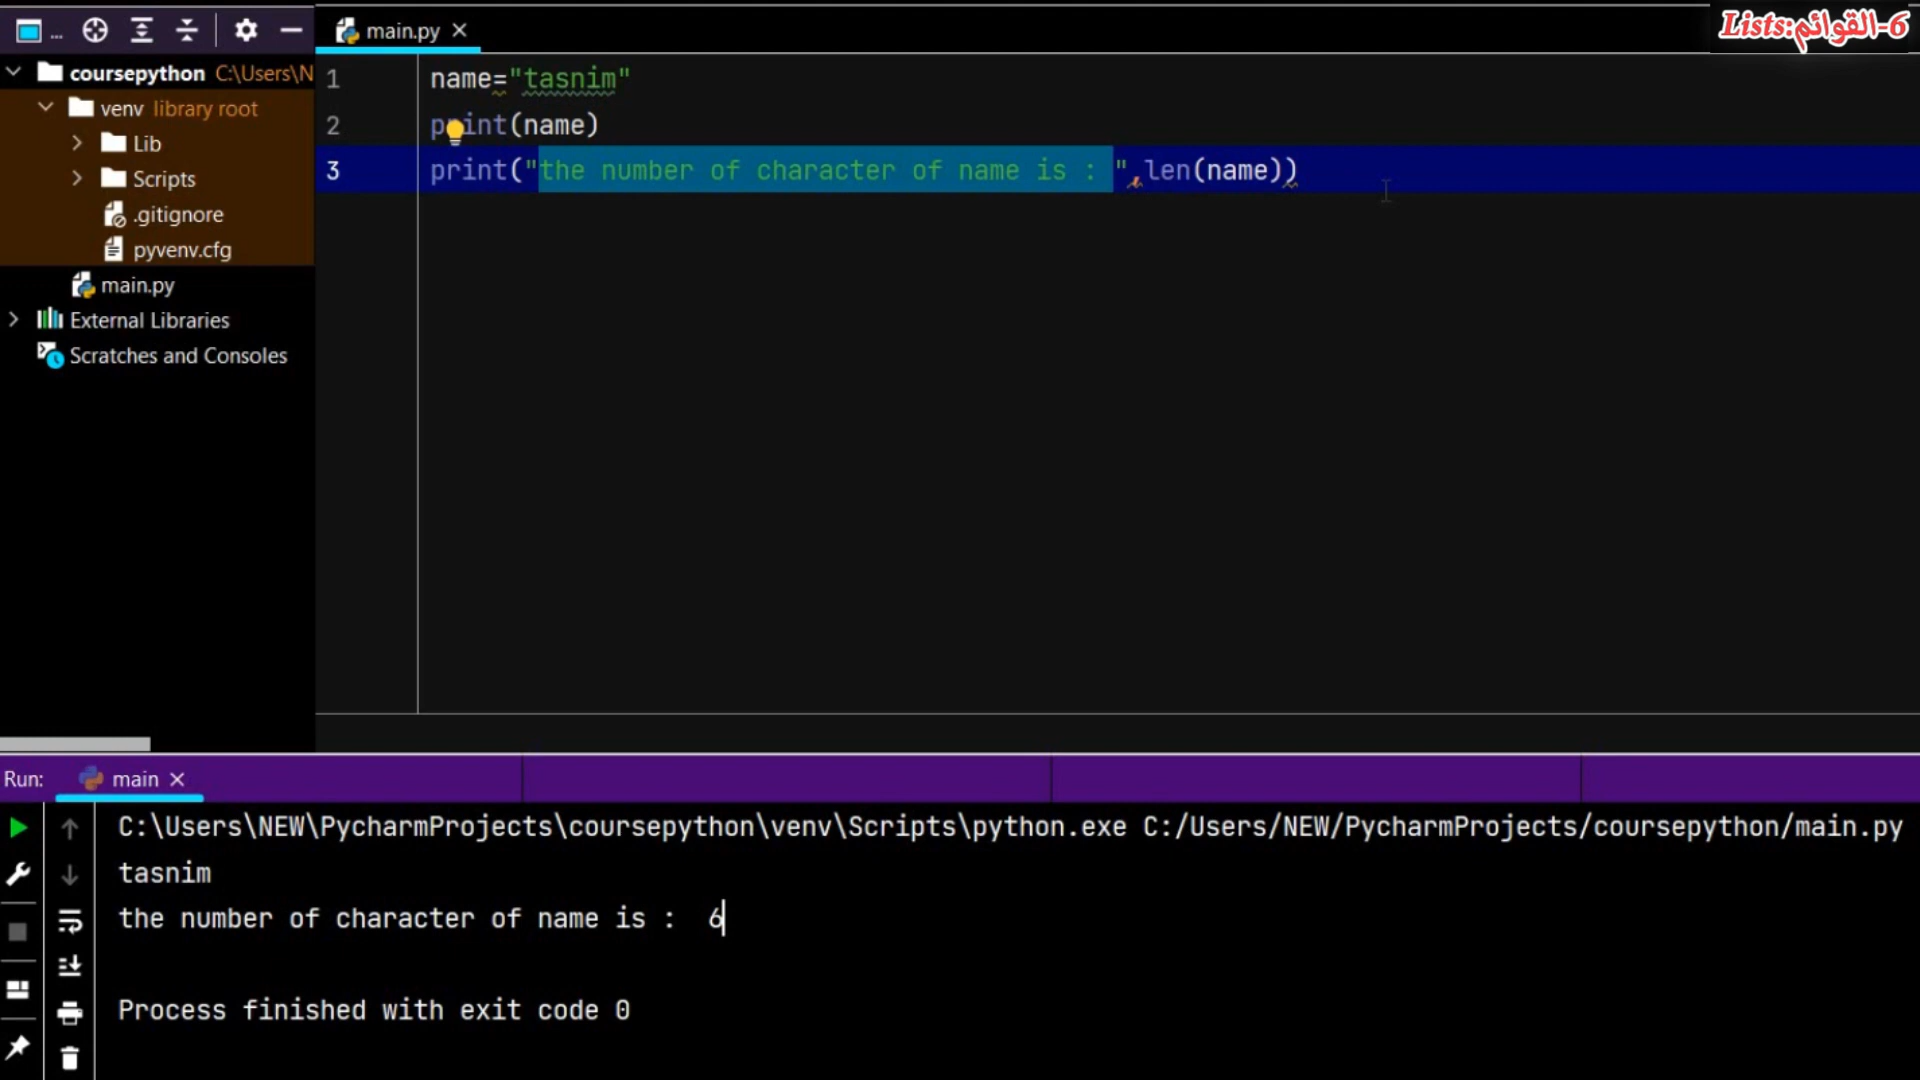 ... main.py
6-القوائم:Lists
coursepython C:\Users\N
venv library root
Lib
Scripts
.gitignore
pyvenv.cfg
main.py
External Libraries
Scratches and Consoles
1 name="tasnim"
2 print(name)
3 print("the number of character of name is : ",len(name))
Run: main
C:\Users\NEW\PycharmProjects\coursepython\venv\Scripts\python.exe C:/Users/NEW/PycharmProjects/coursepython/main.py
tasnim
the number of character of name is :  6
Process finished with exit code 0